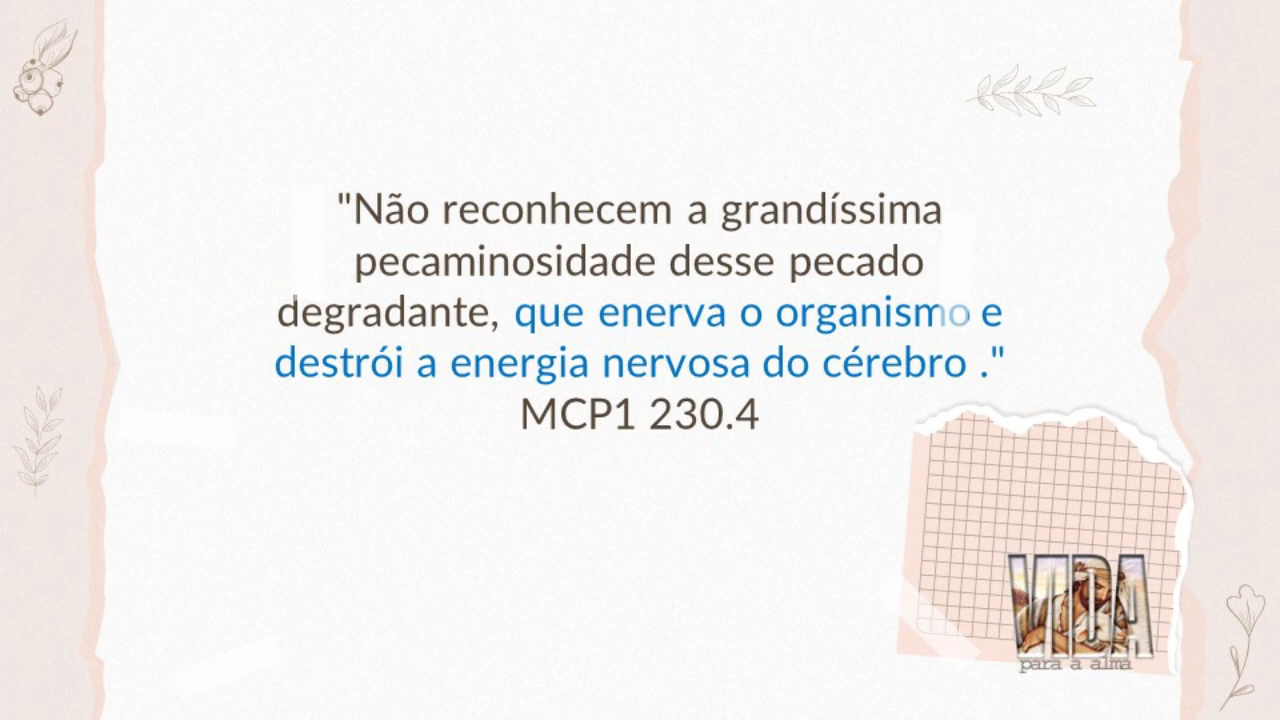 "Não reconhecem a grandíssima
pecaminosidade desse pecado
degradante, que enerva o organismo e
destrói a energia nervosa do cérebro ."
MCP1 230.4
VIDA
para a alma